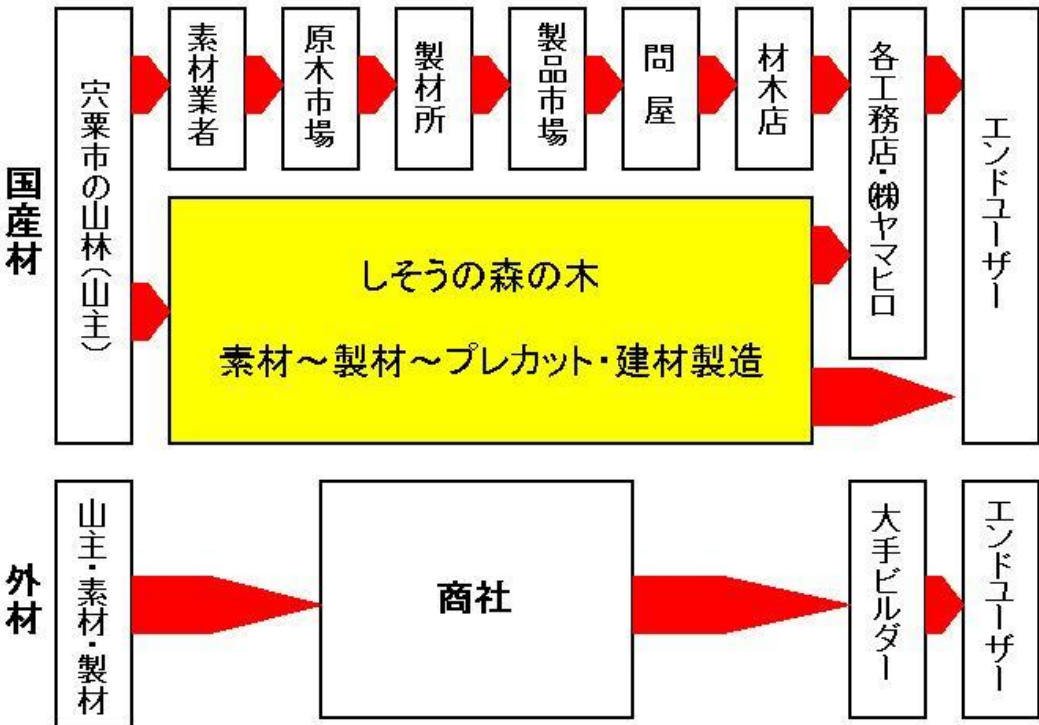 国産材
宍粟市の山林(山主)
素材業者
原木市場
製材所
製品市場
問屋
材木店
各工務店・㈱ヤマヒロ
エンドユーザー
しそうの森の木
素材～製材～プレカット・建材製造
外材
山主・素材・製材
商社
大手ビルダー
エンドユーザー